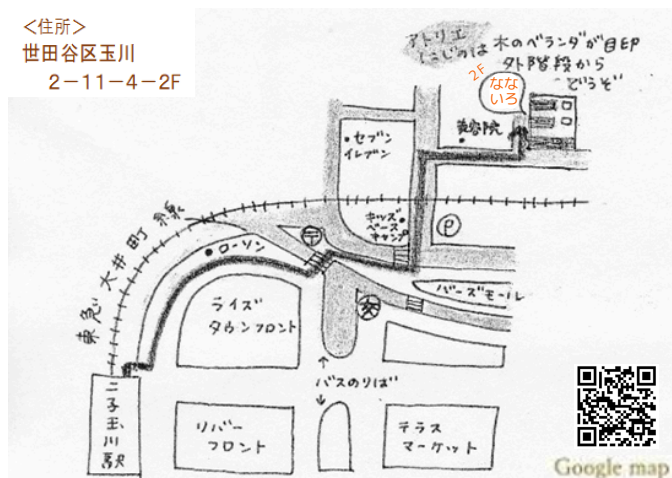 ＜住所＞
世田谷区玉川
２－１１－４－２F
アトリエ
は 木のベランダが目印
外階段から
どうぞ
2F
なな
いろ
美容院
セブン
イレブン
キッズ
ベース
キャンプ
P
〒
ローソン
東急 大井町線
ライズ
タウンフロント
バーズモール
交
バスのりば
二子玉川駅
リバー
フロント
テラス
マーケット
Google map